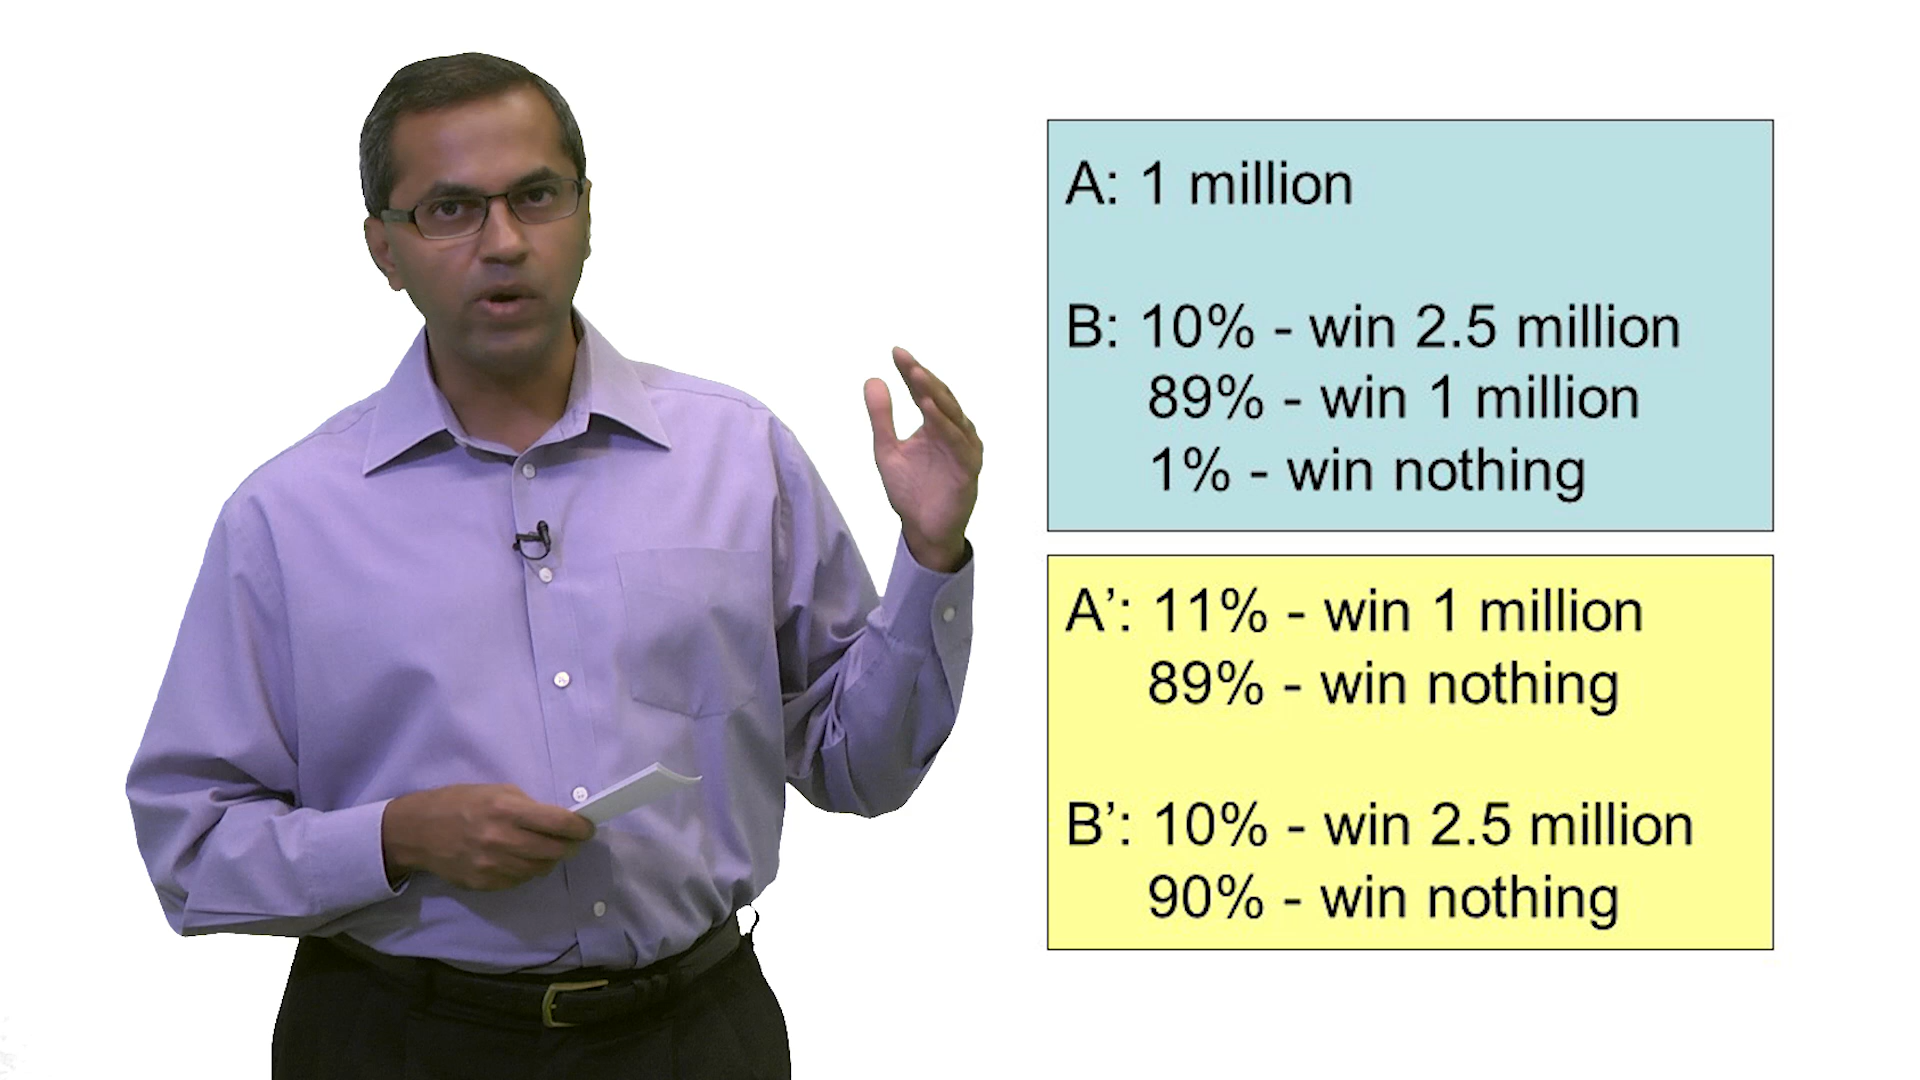 A: 1 million
B: 10% - win 2.5 million
89% - win 1 million
1% - win nothing
A’: 11% - win 1 million
89% - win nothing
B’: 10% - win 2.5 million
90% - win nothing